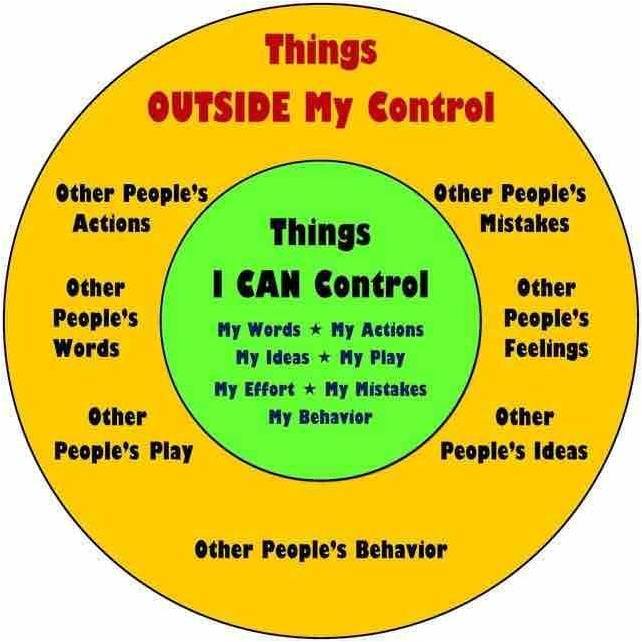 Things
OUTSIDE My Control
Other People's
Actions
Other People's
Mistakes
Other
People's
Words
Other
People's
Feelings
Other
People's Play
Other
People's Ideas
Other People's Behavior
Things
I CAN Control
My Words ★ My Actions
My Ideas ★ My Play
My Effort ★ My Mistakes
My Behavior